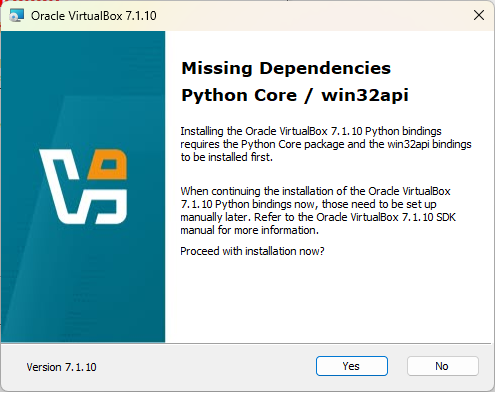 Oracle VirtualBox 7.1.10
Missing Dependencies
Python Core / win32api
Installing the Oracle VirtualBox 7.1.10 Python bindings
requires the Python Core package and the win32api bindings
to be installed first.
When continuing the installation of the Oracle VirtualBox
7.1.10 Python bindings now, those need to be set up
manually later. Refer to the Oracle VirtualBox 7.1.10 SDK
manual for more information.
Proceed with installation now?
Version 7.1.10
Yes
No